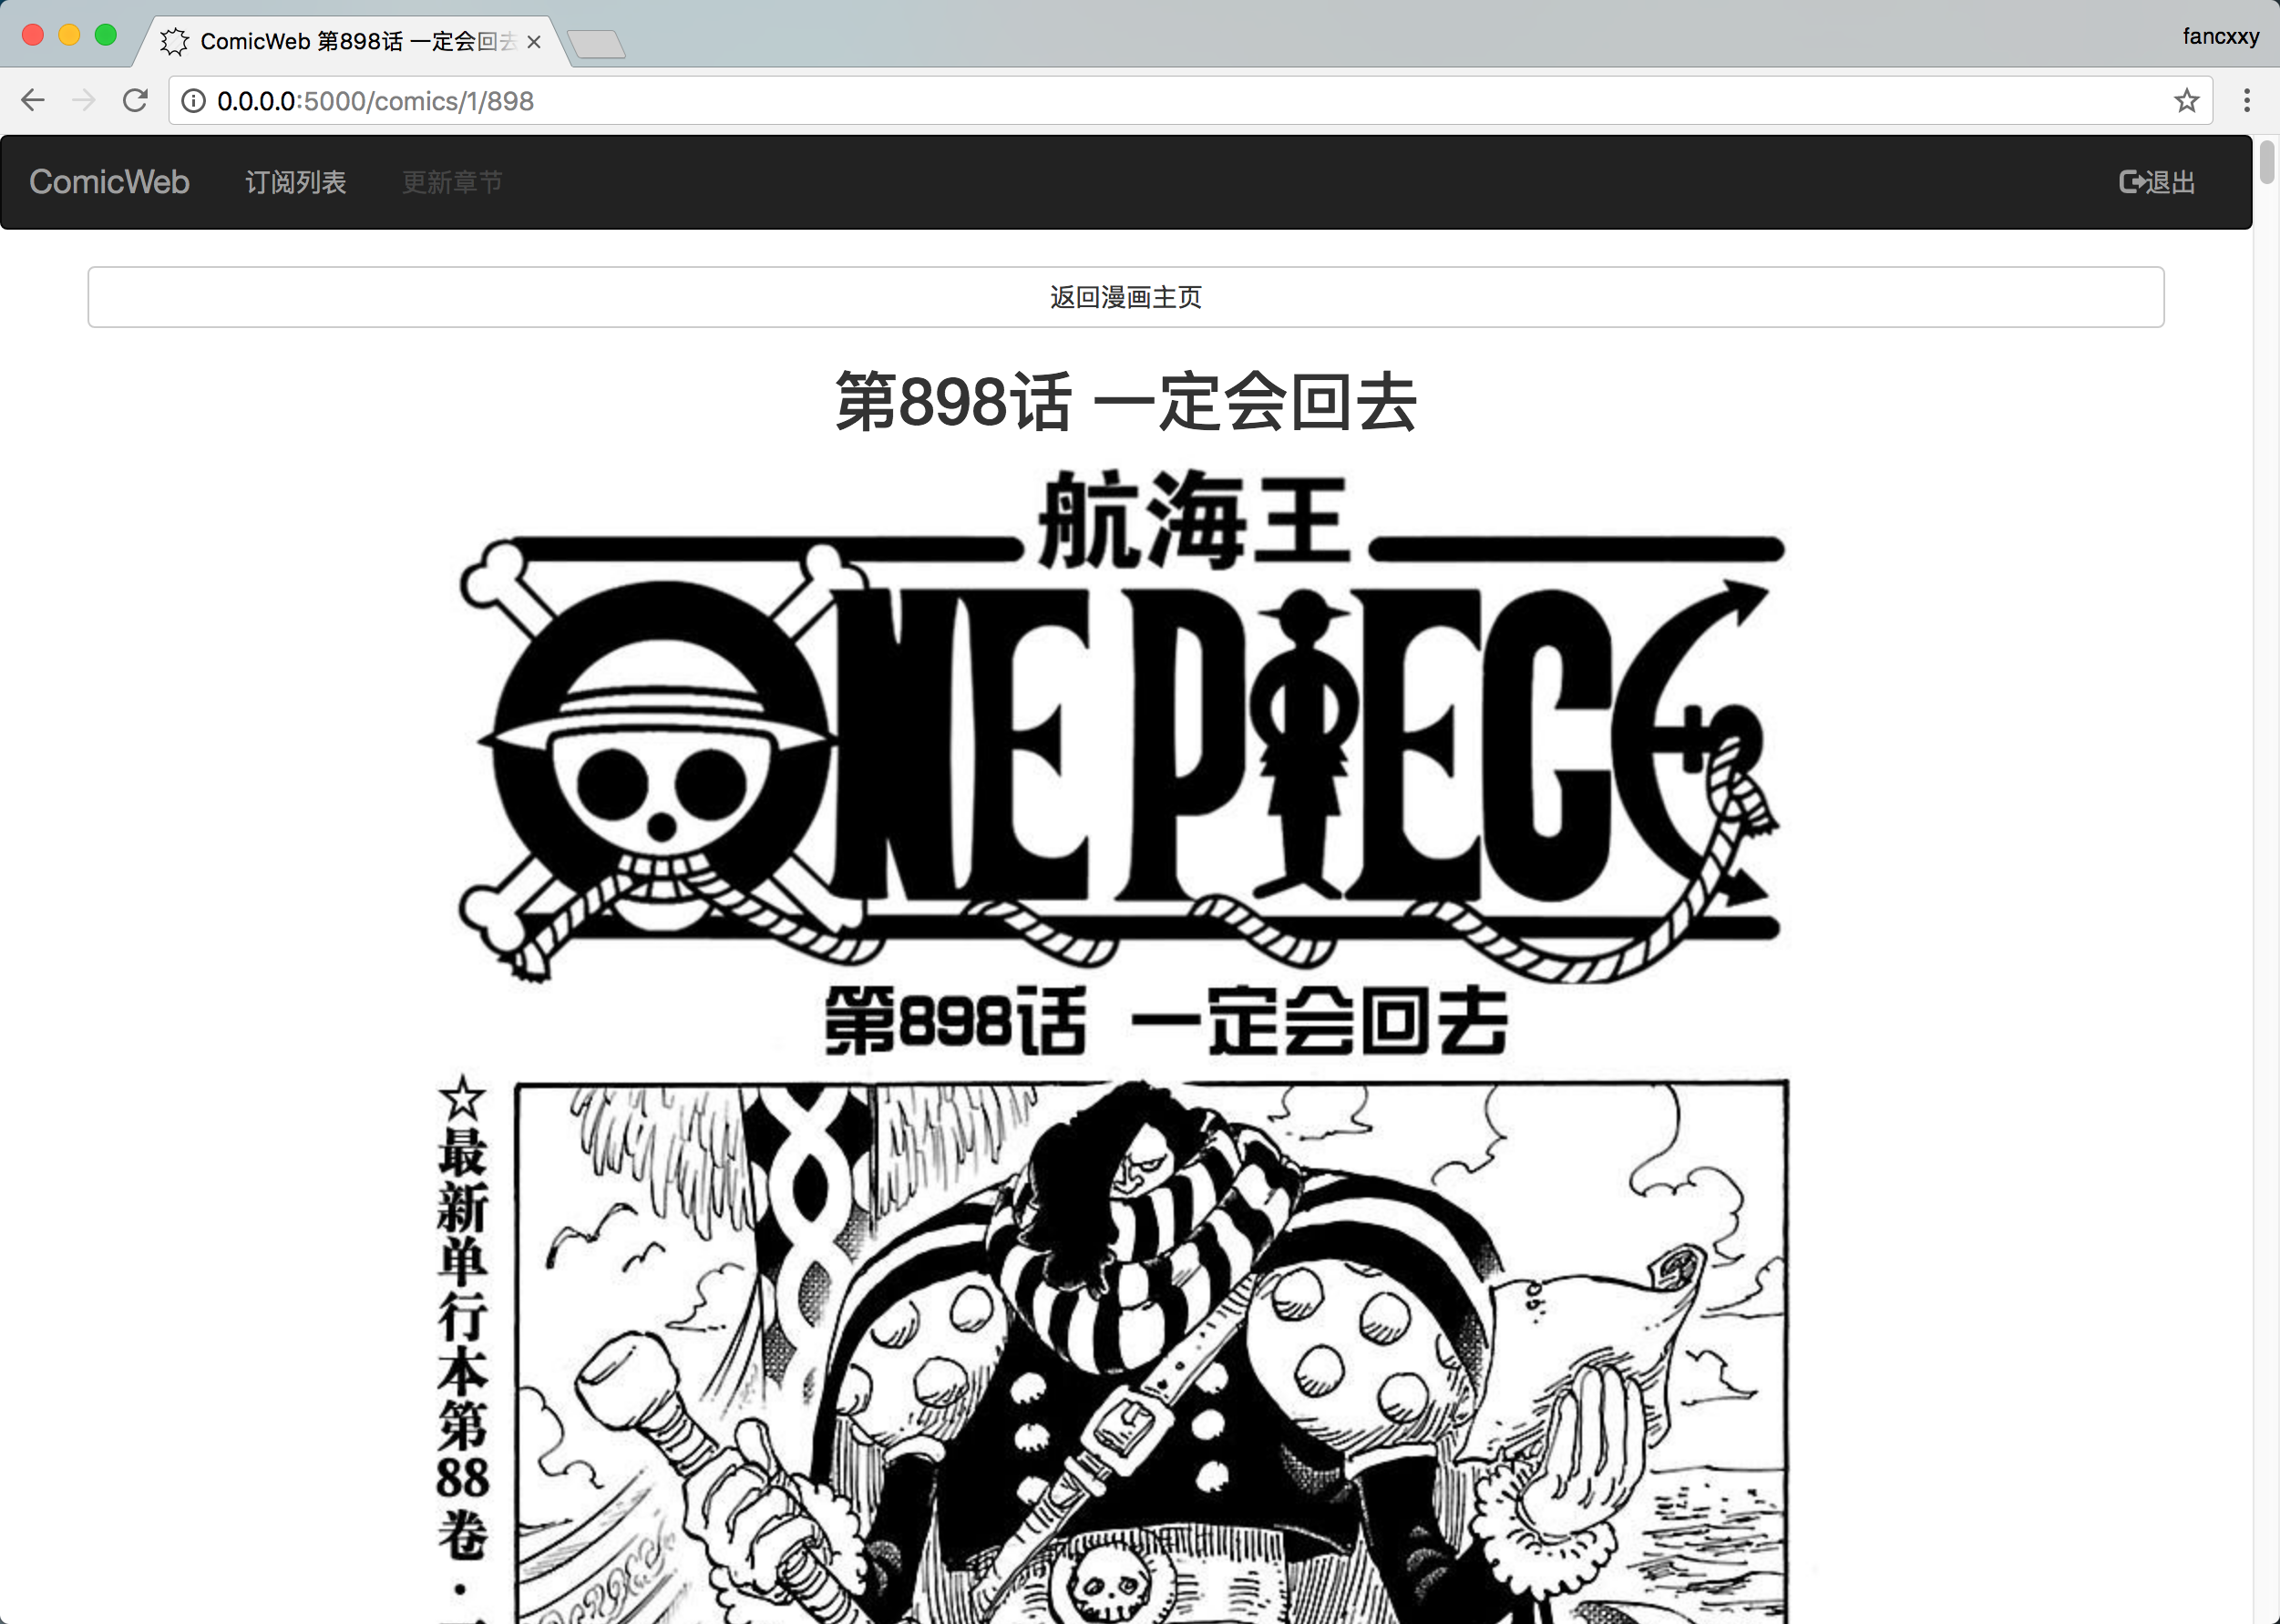 ComicWeb 第898话 一定会回去
fancxxy
0.0.0.0:5000/comics/1/898
ComicWeb 订阅列表 更新章节 退出
返回漫画主页
第898话 一定会回去
航海王
ONE PIECE
第898话 一定会回去
☆最新单行本第88卷·